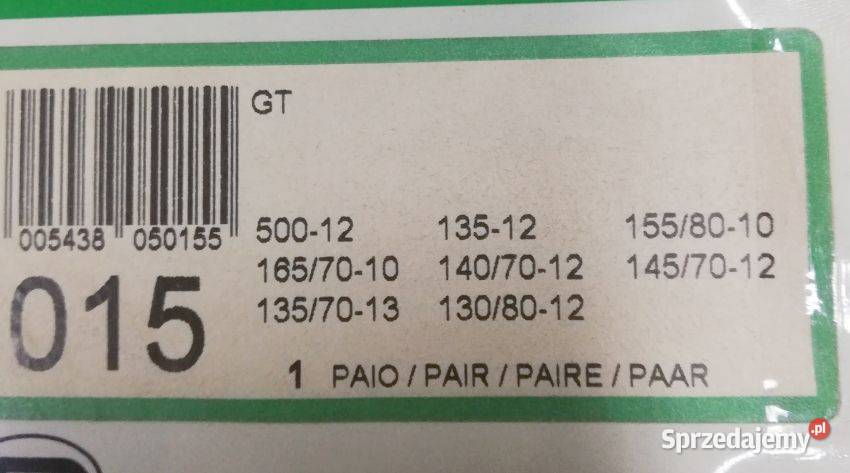 GT
005438 050155
015
500-12 135-12 155/80-10
165/70-10 140/70-12 145/70-12
135/70-13 130/80-12
1 PAIO / PAIR / PAIRE / PAAR
Sprzedajemy.pl